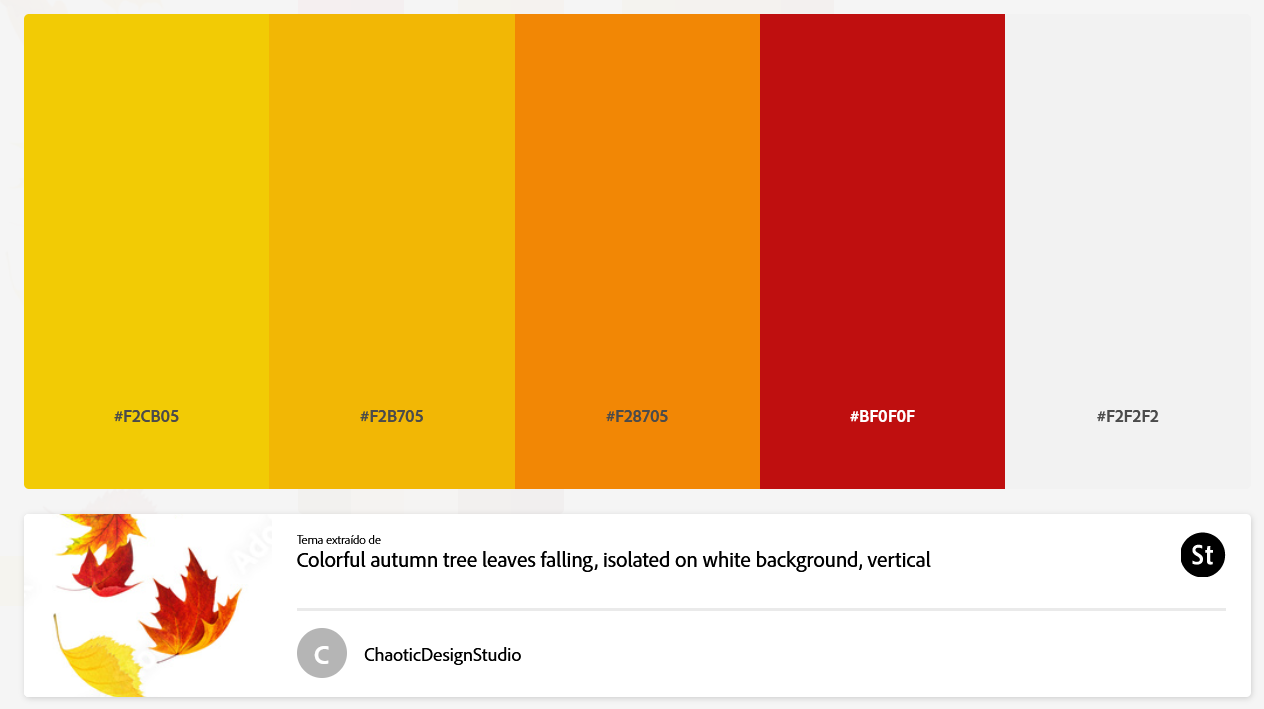 #F2CB05
#F2B705
#F28705
#BF0F0F
#F2F2F2
Tema extraído de
Colorful autumn tree leaves falling, isolated on white background, vertical
St
C
ChaoticDesignStudio